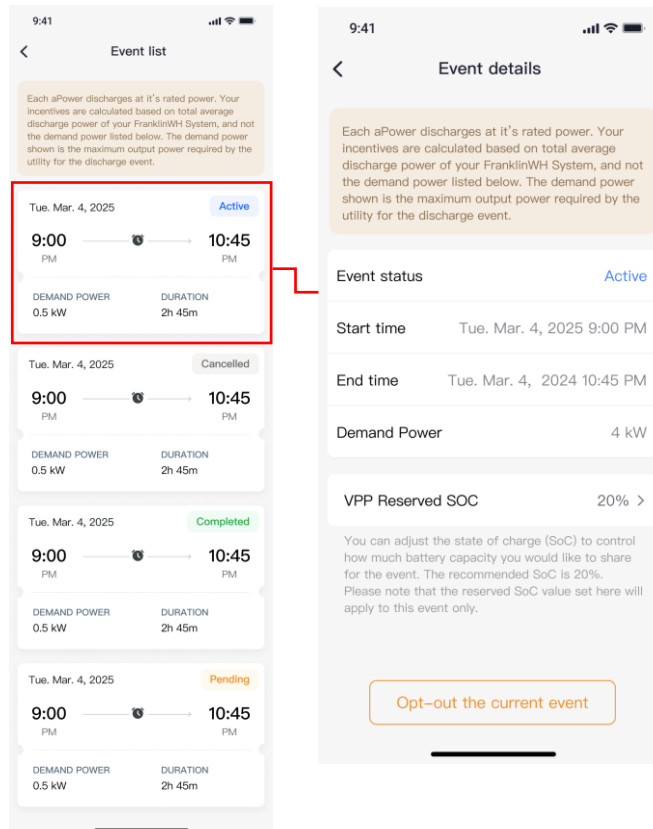 9:41
Event list
Each aPower discharges at it's rated power. Your
incentives are calculated based on total average
discharge power of your FranklinWH System, and not
the demand power listed below. The demand power
shown is the maximum output power required by the
utility for the discharge event.
Tue. Mar. 4, 2025 Active
9:00 10:45
PM PM
DEMAND POWER DURATION
0.5 kW 2h 45m
Tue. Mar. 4, 2025 Cancelled
9:00 10:45
PM PM
DEMAND POWER DURATION
0.5 kW 2h 45m
Tue. Mar. 4, 2025 Completed
9:00 10:45
PM PM
DEMAND POWER DURATION
0.5 kW 2h 45m
Tue. Mar. 4, 2025 Pending
9:00 10:45
PM PM
DEMAND POWER DURATION
0.5 kW 2h 45m
9:41
Event details
Each aPower discharges at it's rated power. Your
incentives are calculated based on total average
discharge power of your FranklinWH System, and not
the demand power listed below. The demand power
shown is the maximum output power required by the
utility for the discharge event.
Event status Active
Start time Tue. Mar. 4, 2025 9:00 PM
End time Tue. Mar. 4, 2024 10:45 PM
Demand Power 4 kW
VPP Reserved SOC 20% >
You can adjust the state of charge (SoC) to control
how much battery capacity you would like to share
for the event. The recommended SoC is 20%.
Please note that the reserved SoC value set here will
apply to this event only.
Opt-out the current event